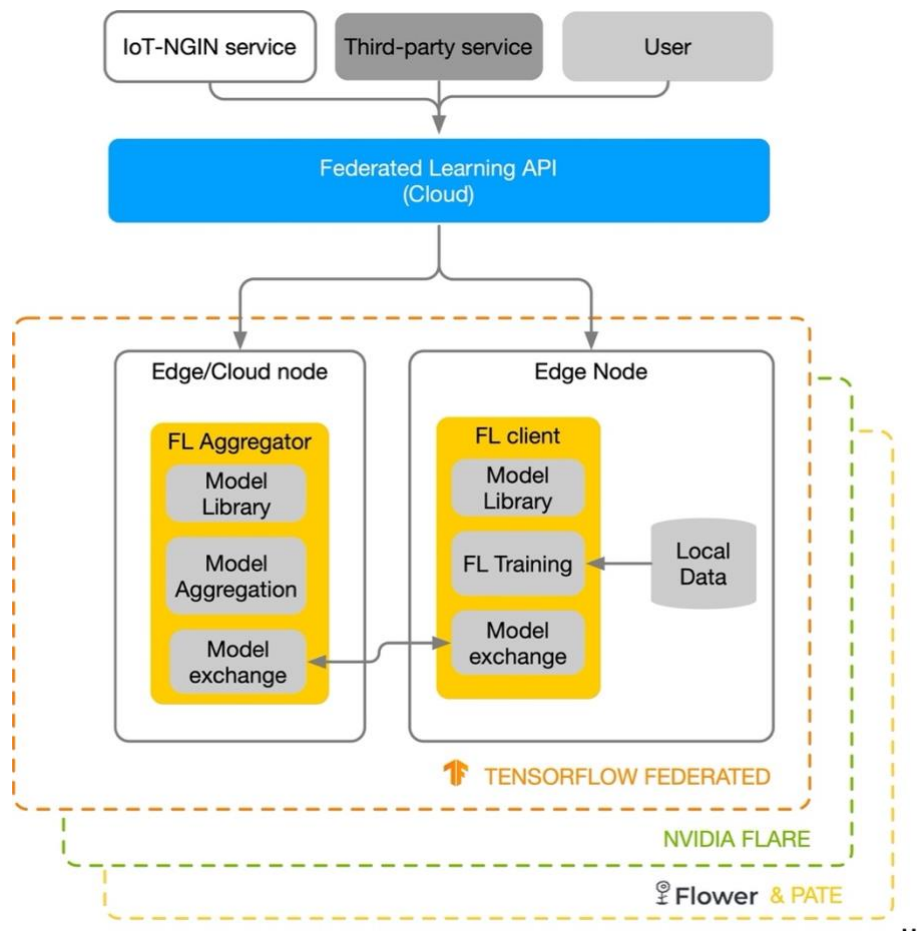 IoT-NGIN service
Third-party service
User
Federated Learning API
(Cloud)
Edge/Cloud node
Edge Node
FL Aggregator
Model
Library
Model
Aggregation
Model
exchange
FL client
Model
Library
FL Training
Model
exchange
Local
Data
TENSORFLOW FEDERATED
NVIDIA FLARE
Flower & PATE